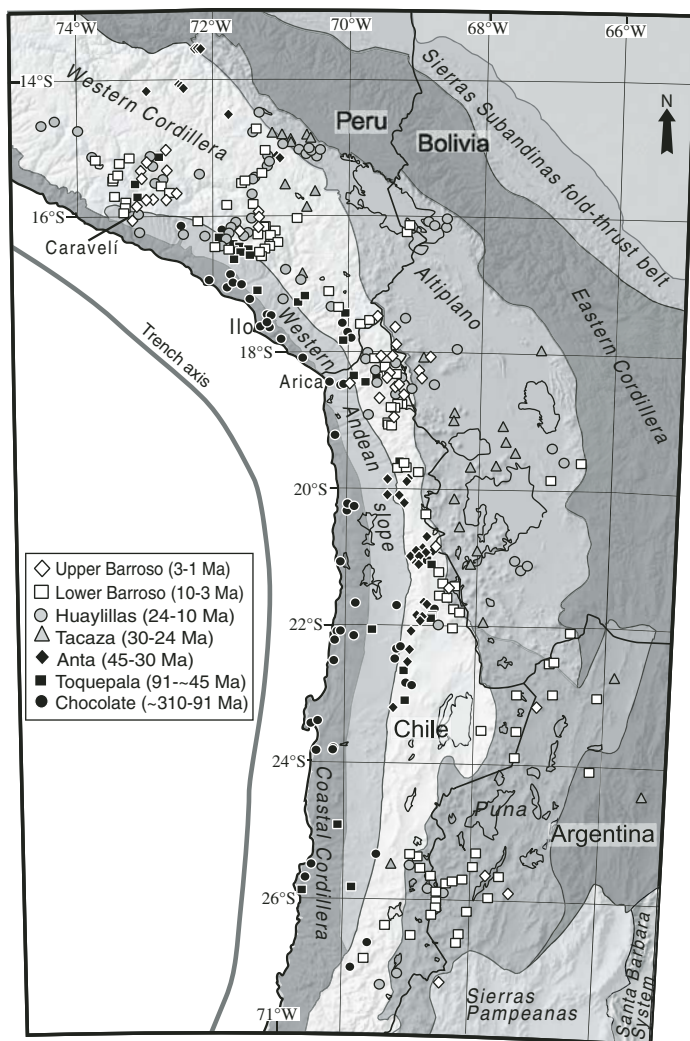 74°W
72°W
70°W
68°W
66°W
14°S
Western Cordillera
Sierras Subandinas fold-thrust belt
N
Peru
Bolivia
16°S
Caravelí
Altiplano
Eastern Cordillera
Trench axis
Ilo
Western Andean slope
18°S
Arica
20°S
Upper Barroso (3-1 Ma)
Lower Barroso (10-3 Ma)
Huaylillas (24-10 Ma)
Tacaza (30-24 Ma)
Anta (45-30 Ma)
Toquepala (91-~45 Ma)
Chocolate (~310-91 Ma)
22°S
Chile
24°S
Coastal Cordillera
Puna
Argentina
26°S
Sierras
Pampeanas
Santa Barbara
System
71°W